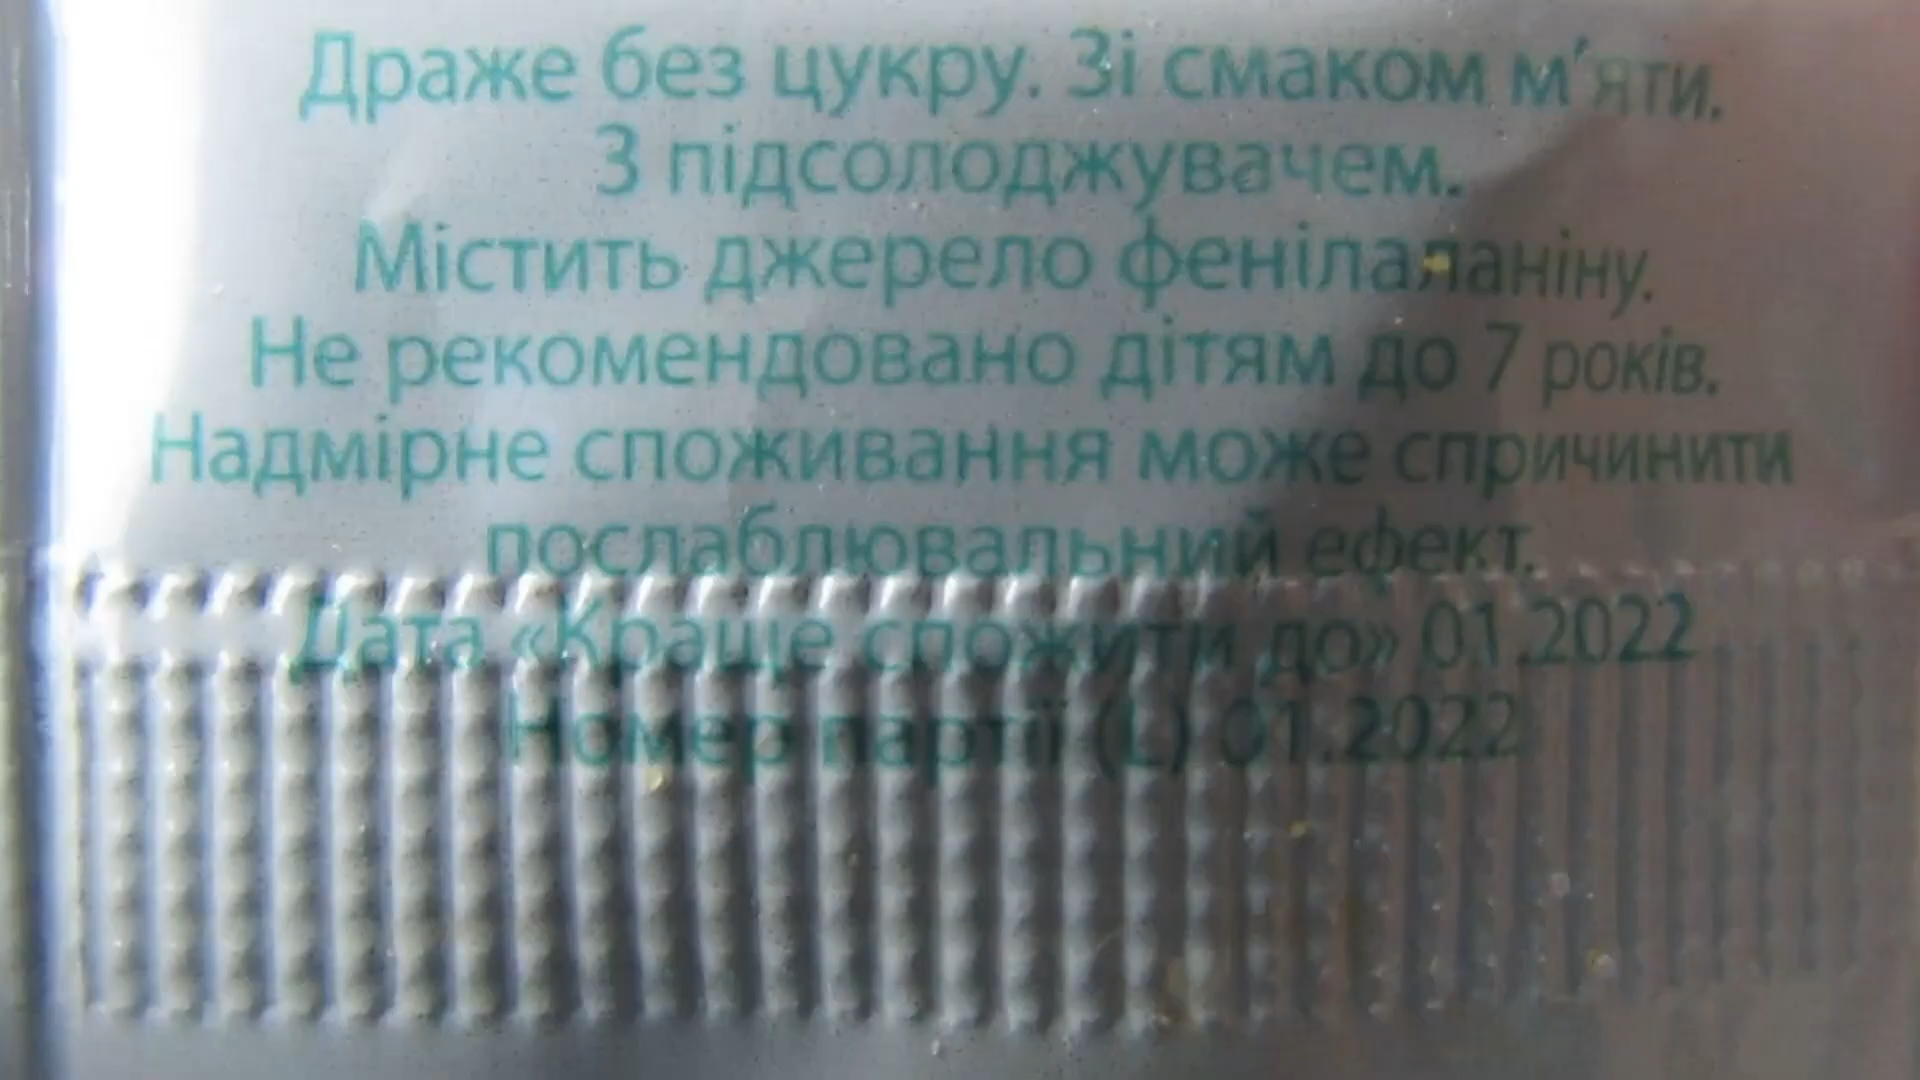 Драже без цукру. Зі смаком м'яти.
З підсолоджувачем.
Містить джерело фенілаланіну.
Не рекомендовано дітям до 7 років.
Надмірне споживання може спричинити
послаблювальний ефект.
Дата «Краще спожити до» 01.2022
Номер партії (L) 01.2022